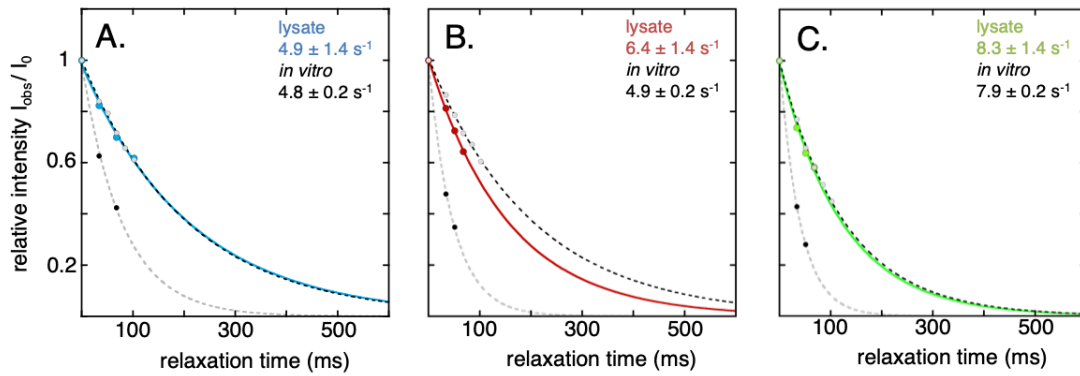 A.
lysate
4.9 ± 1.4 s⁻¹
in vitro
4.8 ± 0.2 s⁻¹
B.
lysate
6.4 ± 1.4 s⁻¹
in vitro
4.9 ± 0.2 s⁻¹
C.
lysate
8.3 ± 1.4 s⁻¹
in vitro
7.9 ± 0.2 s⁻¹
relative intensity I_obs/ I_0
1
0.6
0.2
100 300 500
100 300 500
100 300 500
relaxation time (ms)
relaxation time (ms)
relaxation time (ms)